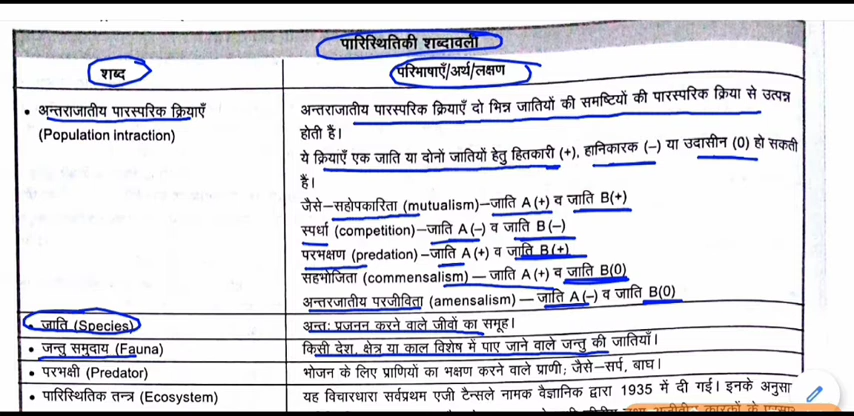 पारिस्थितिकी शब्दावली
शब्द
परिभाषाएँ/अर्थ/लक्षण
• अन्तराजातीय पारस्परिक क्रियाएँ
(Population intraction)
अन्तराजातीय पारस्परिक क्रियाएँ दो भिन्न जातियों की समष्टियों की पारस्परिक क्रिया से उत्पन्न
होती हैं।
ये क्रियाएँ एक जाति या दोनों जातियों हेतु हितकारी (+), हानिकारक (–) या उदासीन (0) हो सकती
हैं।
जैसे–सहोपकारिता (mutualism)–जाति A (+) व जाति B(+)
स्पर्धा (competition)–जाति A(–) व जाति B(–)
परभक्षण (predation) –जाति A(+) व जाति B(+)
सहभोजिता (commensalism) — जाति A(+) व जाति B(0)
अन्तरजातीय परजीविता (amensalism) — जाति A(–) व जाति B(0)
• जाति (Species)
अन्तः प्रजनन करने वाले जीवों का समूह।
• जन्तु समुदाय (Fauna)
किसी देश, क्षेत्र या काल विशेष में पाए जाने वाले जन्तु की जातियाँ।
• परभक्षी (Predator)
भोजन के लिए प्राणियों का भक्षण करने वाले प्राणी; जैसे–सर्प, बाघ।
• पारिस्थितिक तन्त्र (Ecosystem)
यह विचारधारा सर्वप्रथम एजी टैन्सले नामक वैज्ञानिक द्वारा 1935 में दी गई। इनके अनुसा